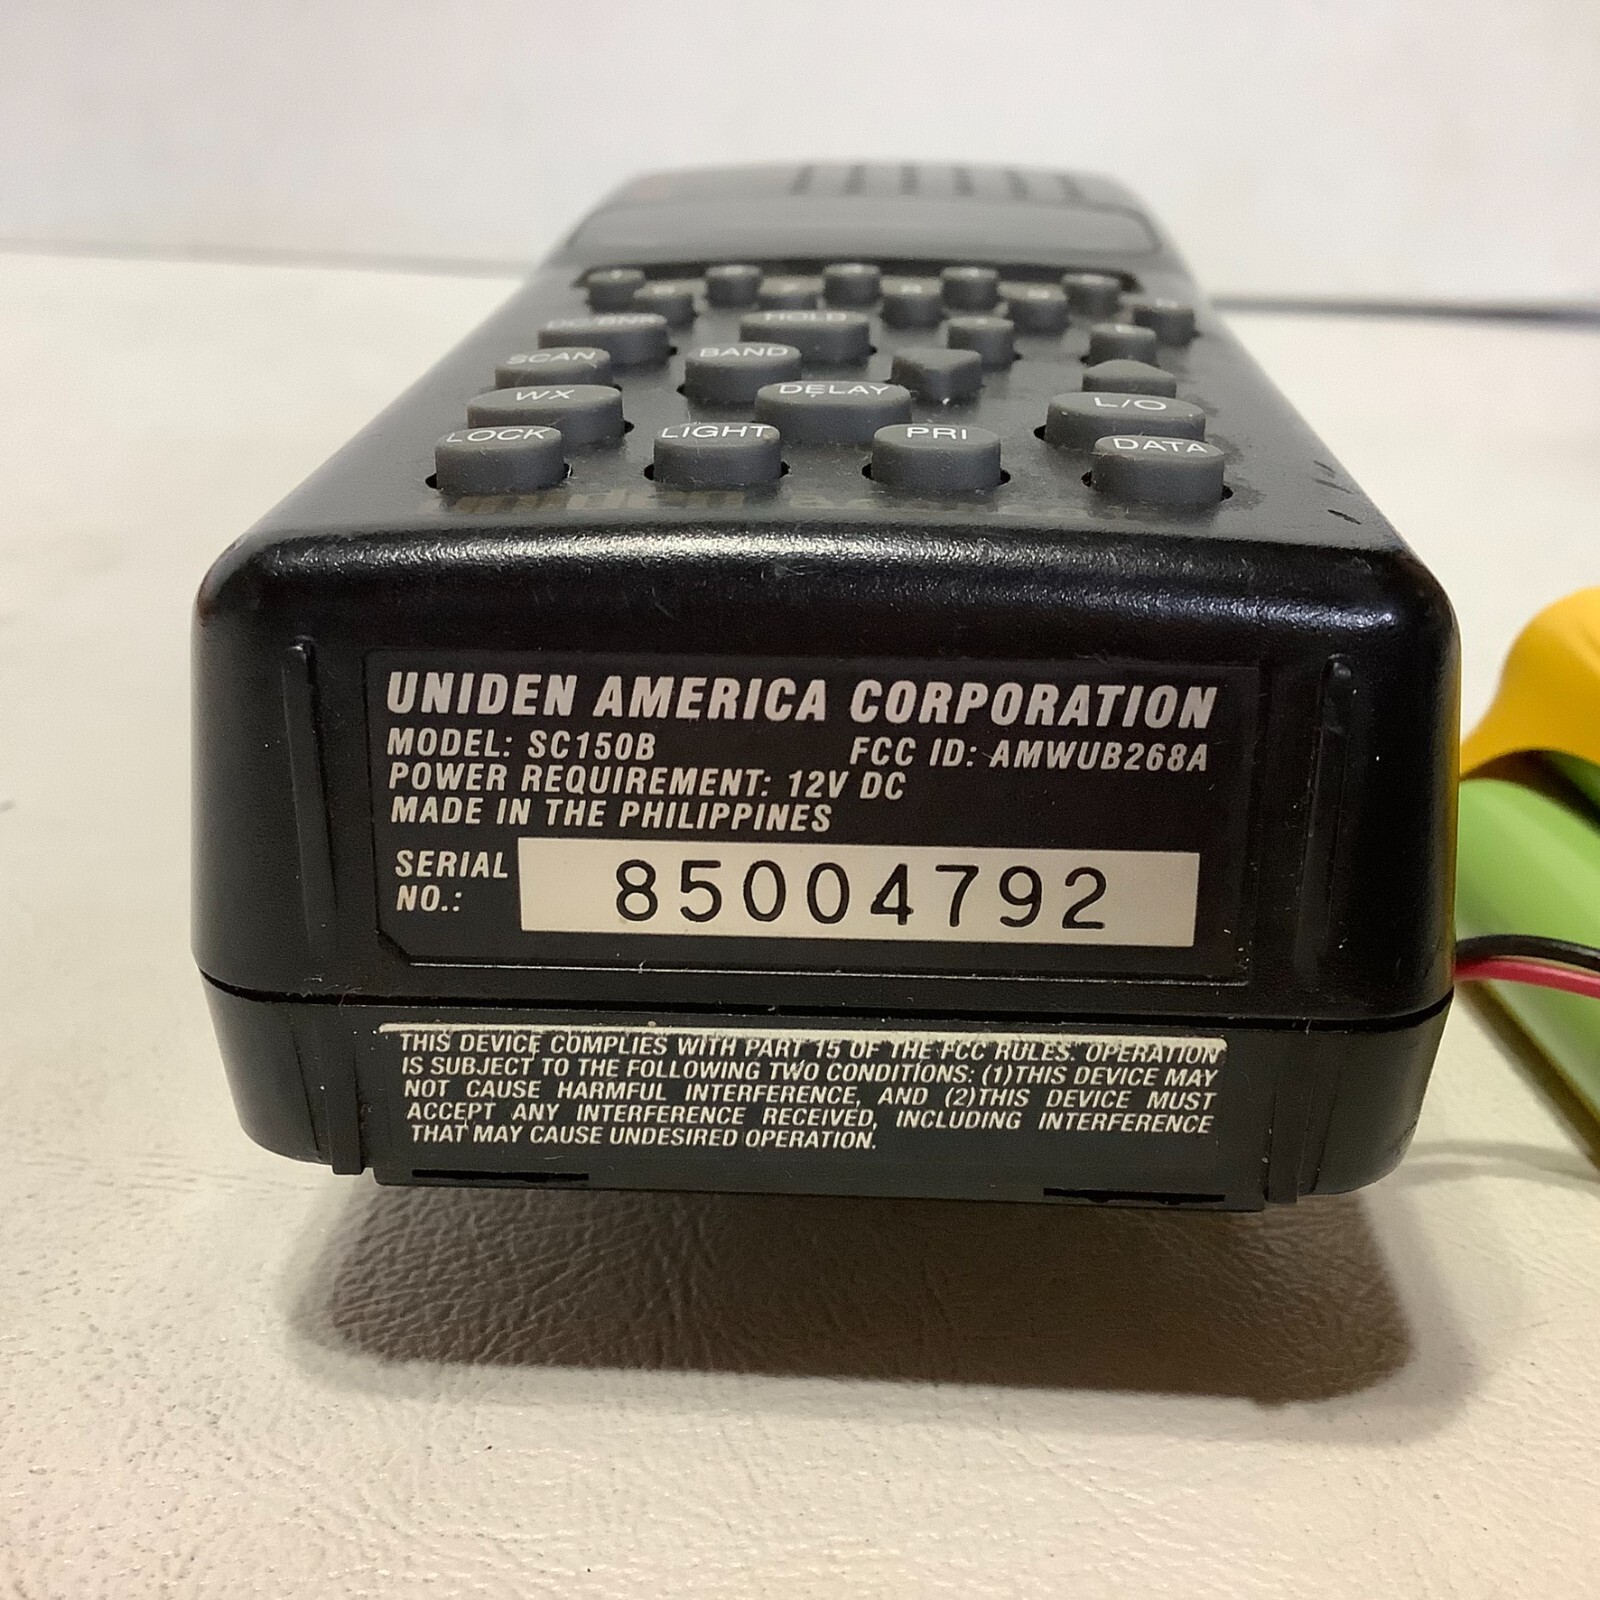 HOLD
SCAN BAND
WX DELAY L/O
LOCK LIGHT PRI DATA
UNIDEN AMERICA CORPORATION
MODEL: SC150B FCC ID: AMWUB268A
POWER REQUIREMENT: 12V DC
MADE IN THE PHILIPPINES
SERIAL
NO.: 85004792
THIS DEVICE COMPLIES WITH PART 15 OF THE FCC RULES. OPERATION
IS SUBJECT TO THE FOLLOWING TWO CONDITIONS: (1)THIS DEVICE MAY
NOT CAUSE HARMFUL INTERFERENCE, AND (2)THIS DEVICE MUST
ACCEPT ANY INTERFERENCE RECEIVED, INCLUDING INTERFERENCE
THAT MAY CAUSE UNDESIRED OPERATION.